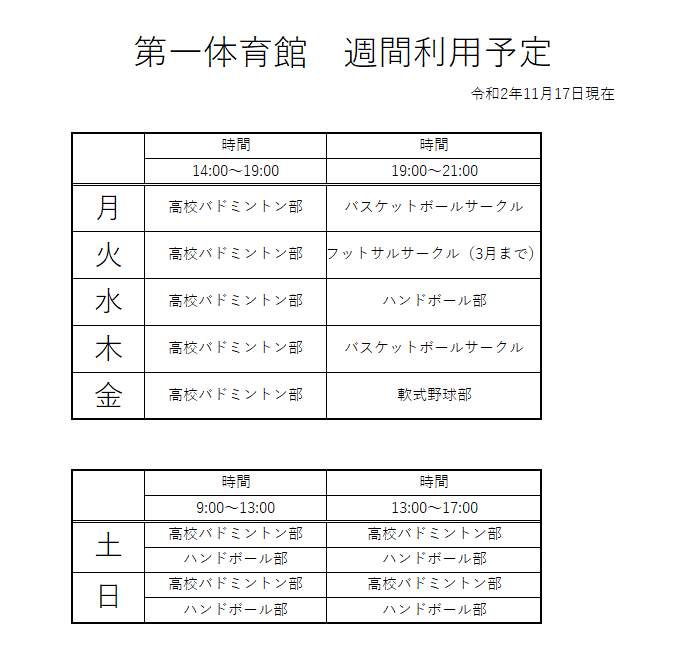 第一体育館　週間利用予定
令和2年11月17日現在
時間 時間
14:00～19:00 19:00～21:00
月 高校バドミントン部 バスケットボールサークル
火 高校バドミントン部 フットサルサークル（3月まで）
水 高校バドミントン部 ハンドボール部
木 高校バドミントン部 バスケットボールサークル
金 高校バドミントン部 軟式野球部
時間 時間
9:00～13:00 13:00～17:00
土 高校バドミントン部 高校バドミントン部
ハンドボール部 ハンドボール部
日 高校バドミントン部 高校バドミントン部
ハンドボール部 ハンドボール部